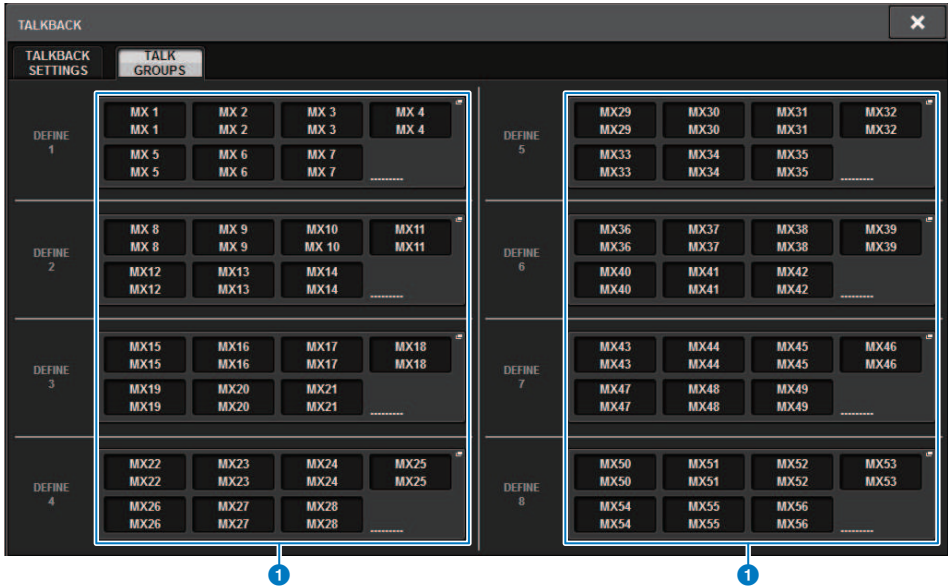 TALKBACK
TALKBACK SETTINGS
TALK GROUPS
DEFINE 1
MX 1 MX 2 MX 3 MX 4
MX 1 MX 2 MX 3 MX 4
MX 5 MX 6 MX 7
MX 5 MX 6 MX 7
DEFINE 2
MX 8 MX 9 MX10 MX11
MX 8 MX 9 MX 10 MX11
MX12 MX13 MX14
MX12 MX13 MX14
DEFINE 3
MX15 MX16 MX17 MX18
MX15 MX16 MX17 MX18
MX19 MX20 MX21
MX19 MX20 MX21
DEFINE 4
MX22 MX23 MX24 MX25
MX22 MX23 MX24 MX25
MX26 MX27 MX28
MX26 MX27 MX28
DEFINE 5
MX29 MX30 MX31 MX32
MX29 MX30 MX31 MX32
MX33 MX34 MX35
MX33 MX34 MX35
DEFINE 6
MX36 MX37 MX38 MX39
MX36 MX37 MX38 MX39
MX40 MX41 MX42
MX40 MX41 MX42
DEFINE 7
MX43 MX44 MX45 MX46
MX43 MX44 MX45 MX46
MX47 MX48 MX49
MX47 MX48 MX49
DEFINE 8
MX50 MX51 MX52 MX53
MX50 MX51 MX52 MX53
MX54 MX55 MX56
MX54 MX55 MX56
1 1